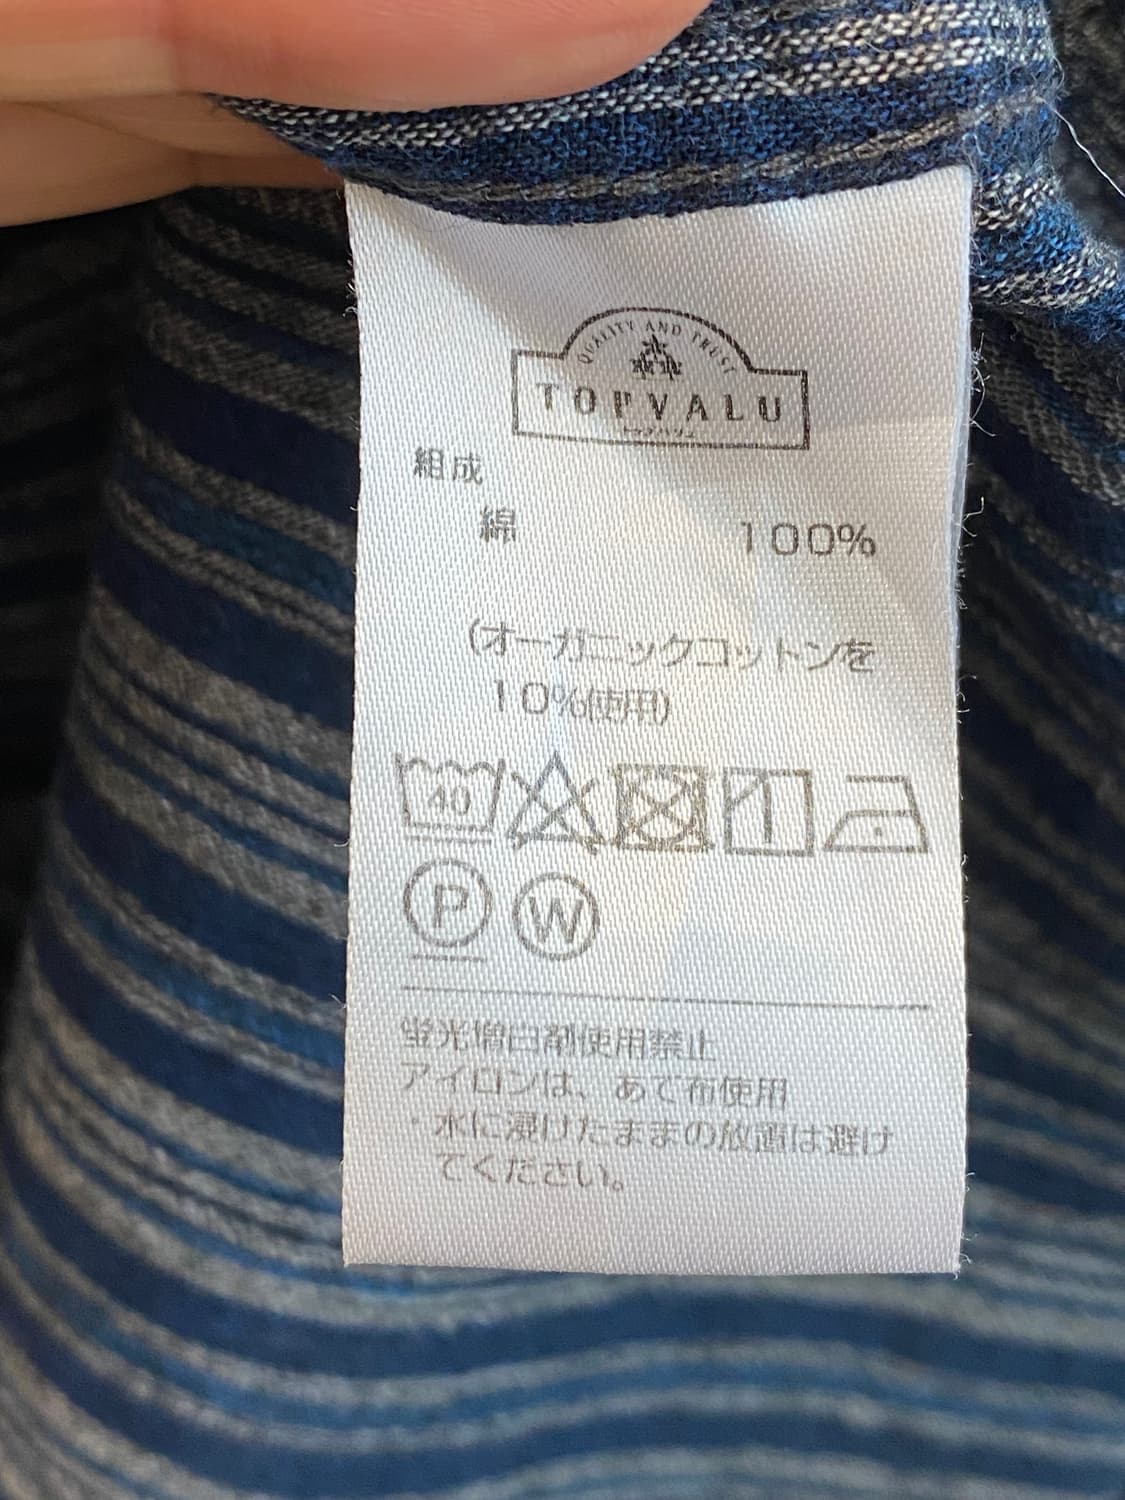 QUALITY AND TRUST
TOPVALU
トップバリュ
組成
綿 100%
(オーガニックコットンを
10%使用)
40
P W
蛍光増白剤使用禁止
アイロンは、あて布使用
・水に浸けたままの放置は避け
てください。